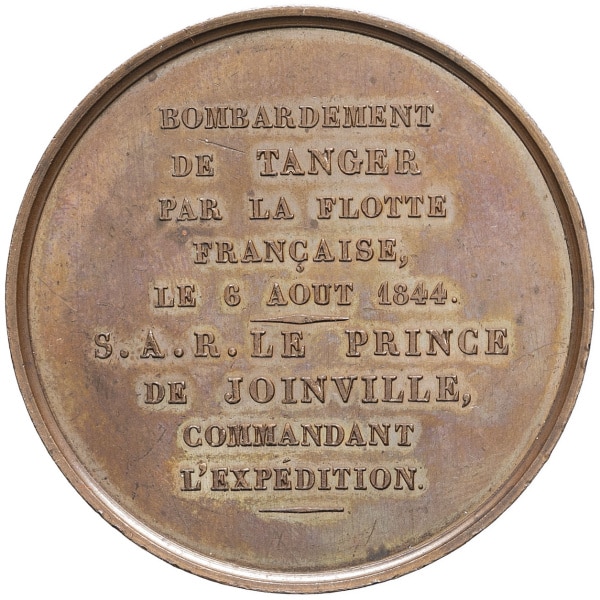 BOMBARDEMENT
DE TANGER
PAR LA FLOTTE
FRANÇAISE,
LE 6 AOUT 1844.
S.A.R. LE PRINCE
DE JOINVILLE,
COMMANDANT
L'EXPÉDITION.